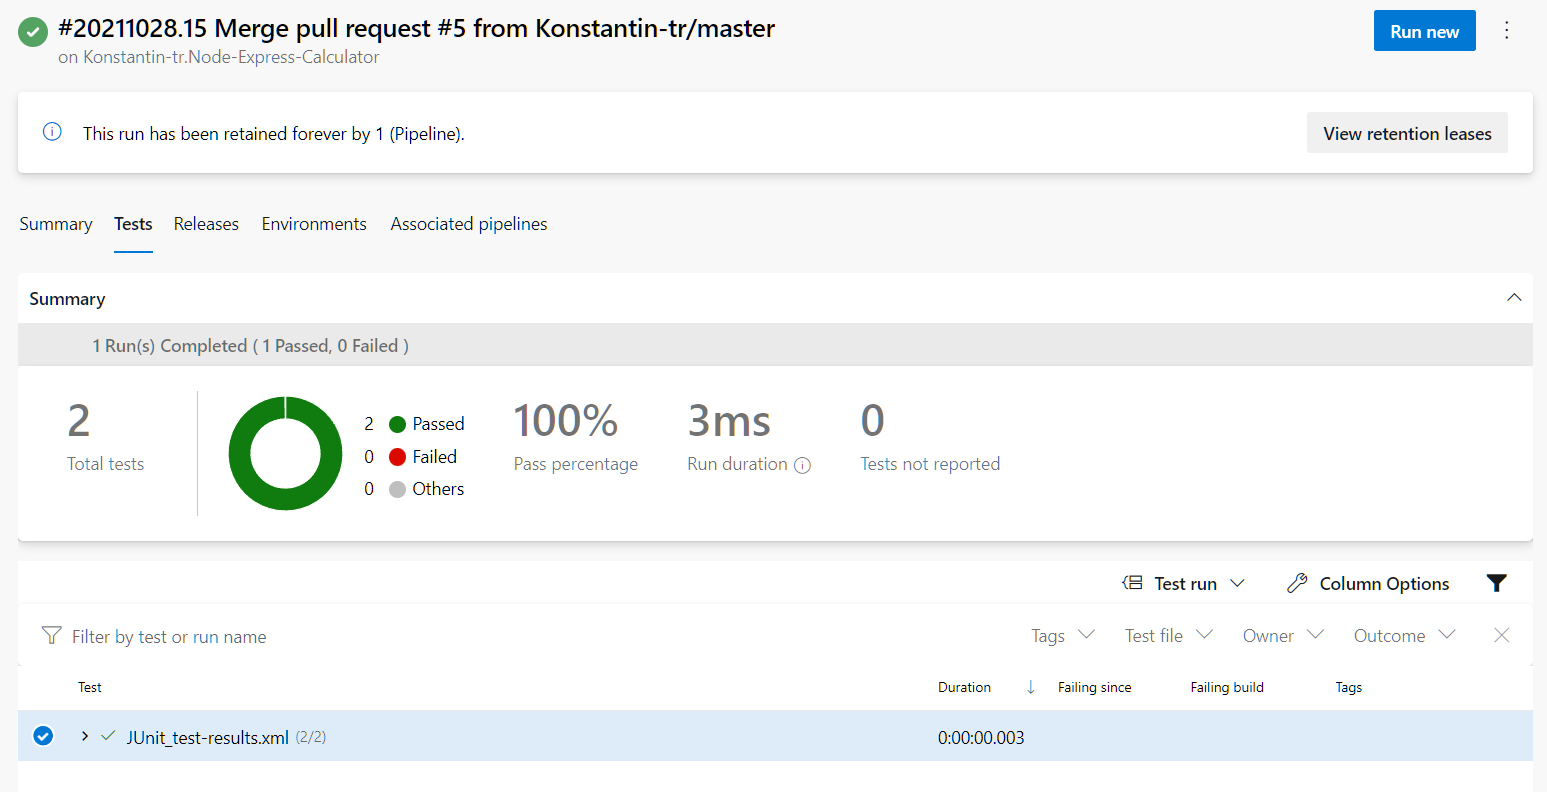 #20211028.15 Merge pull request #5 from Konstantin-tr/master
Run new
on Konstantin-tr.Node-Express-Calculator
This run has been retained forever by 1 (Pipeline).
View retention leases
Summary Tests Releases Environments Associated pipelines
Summary
1 Run(s) Completed ( 1 Passed, 0 Failed )
2
Total tests
2 Passed
0 Failed
0 Others
100%
Pass percentage
3ms
Run duration
0
Tests not reported
Test run Column Options
Filter by test or run name Tags Test file Owner Outcome
Test Duration Failing since Failing build Tags
JUnit_test-results.xml (2/2) 0:00:00.003